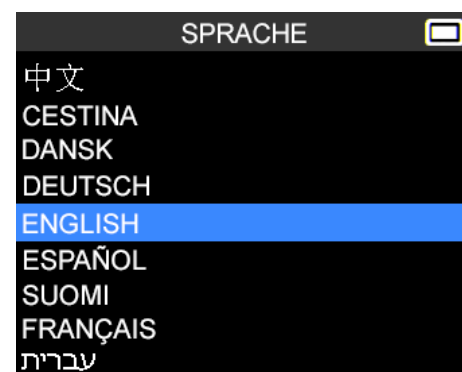 SPRACHE
中文
CESTINA
DANSK
DEUTSCH
ENGLISH
ESPAÑOL
SUOMI
FRANÇAIS
עברית